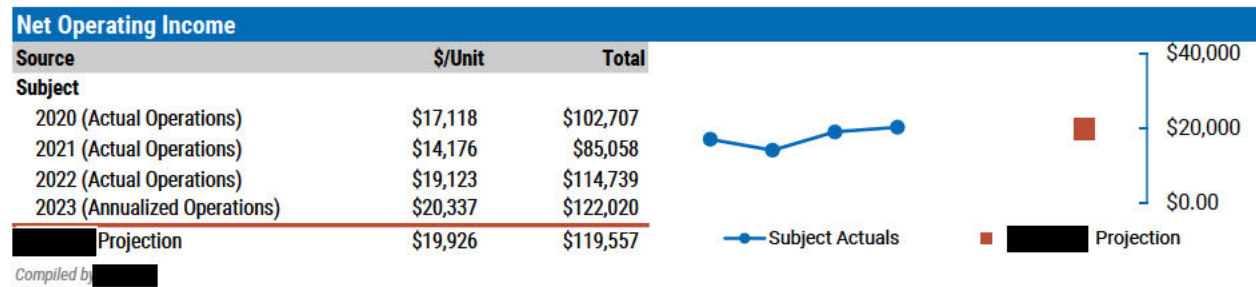 Net Operating Income
Source $/Unit Total
Subject
2020 (Actual Operations) $17,118 $102,707
2021 (Actual Operations) $14,176 $85,058
2022 (Actual Operations) $19,123 $114,739
2023 (Annualized Operations) $20,337 $122,020
Projection $19,926 $119,557
Compiled by
$40,000
$20,000
$0.00
Subject Actuals
Projection